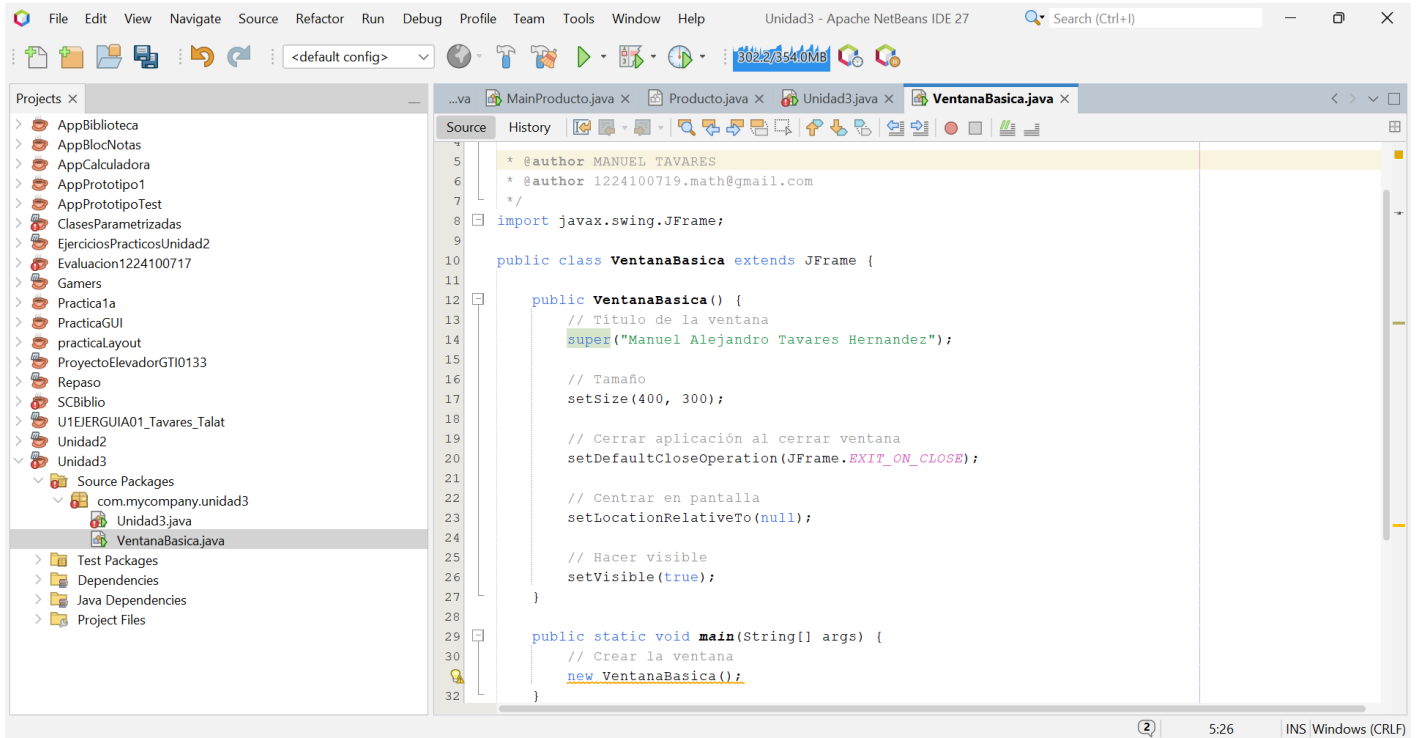 File Edit View Navigate Source Refactor Run Debug Profile Team Tools Window Help Unidad3 - Apache NetBeans IDE 27 Search (Ctrl+I)
<default config> 302.2/354.0MB
Projects
AppBiblioteca
AppBlocNotas
AppCalculadora
AppPrototipo1
AppPrototipoTest
ClasesParametrizadas
EjerciciosPracticosUnidad2
Evaluacion1224100717
Gamers
Practica1a
PracticaGUI
practicaLayout
ProyectoElevadorGTI0133
Repaso
SCBiblio
U1EJERGUIA01_Tavares_Talat
Unidad2
Unidad3
Source Packages
com.mycompany.unidad3
Unidad3.java
VentanaBasica.java
Test Packages
Dependencies
Java Dependencies
Project Files
...va MainProducto.java Producto.java Unidad3.java VentanaBasica.java
Source History
4
5 * @author MANUEL TAVARES
6 * @author 1224100719.math@gmail.com
7 */
8 import javax.swing.JFrame;
9
10 public class VentanaBasica extends JFrame {
11
12 public VentanaBasica() {
13 // Título de la ventana
14 super("Manuel Alejandro Tavares Hernandez");
15
16 // Tamaño
17 setSize(400, 300);
18
19 // Cerrar aplicación al cerrar ventana
20 setDefaultCloseOperation(JFrame.EXIT_ON_CLOSE);
21
22 // Centrar en pantalla
23 setLocationRelativeTo(null);
24
25 // Hacer visible
26 setVisible(true);
27 }
28
29 public static void main(String[] args) {
30 // Crear la ventana
new VentanaBasica();
32 }
2 5:26 INS Windows (CRLF)